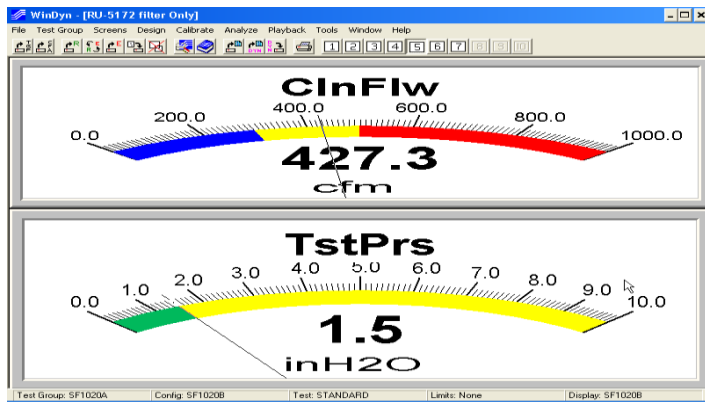 WinDyn - [RU-5172 filter Only]
File Test Group Screens Design Calibrate Analyze Playback Tools Window Help
1 2 3 4 5 6 7 8 9 10
ClnFlw
0.0 200.0 400.0 600.0 800.0 1000.0
427.3
cfm
TstPrs
0.0 1.0 2.0 3.0 4.0 5.0 6.0 7.0 8.0 9.0 10.0
1.5
inH2O
Test Group: SF1020A Config: SF1020B Test: STANDARD Limits: None Display: SF1020B